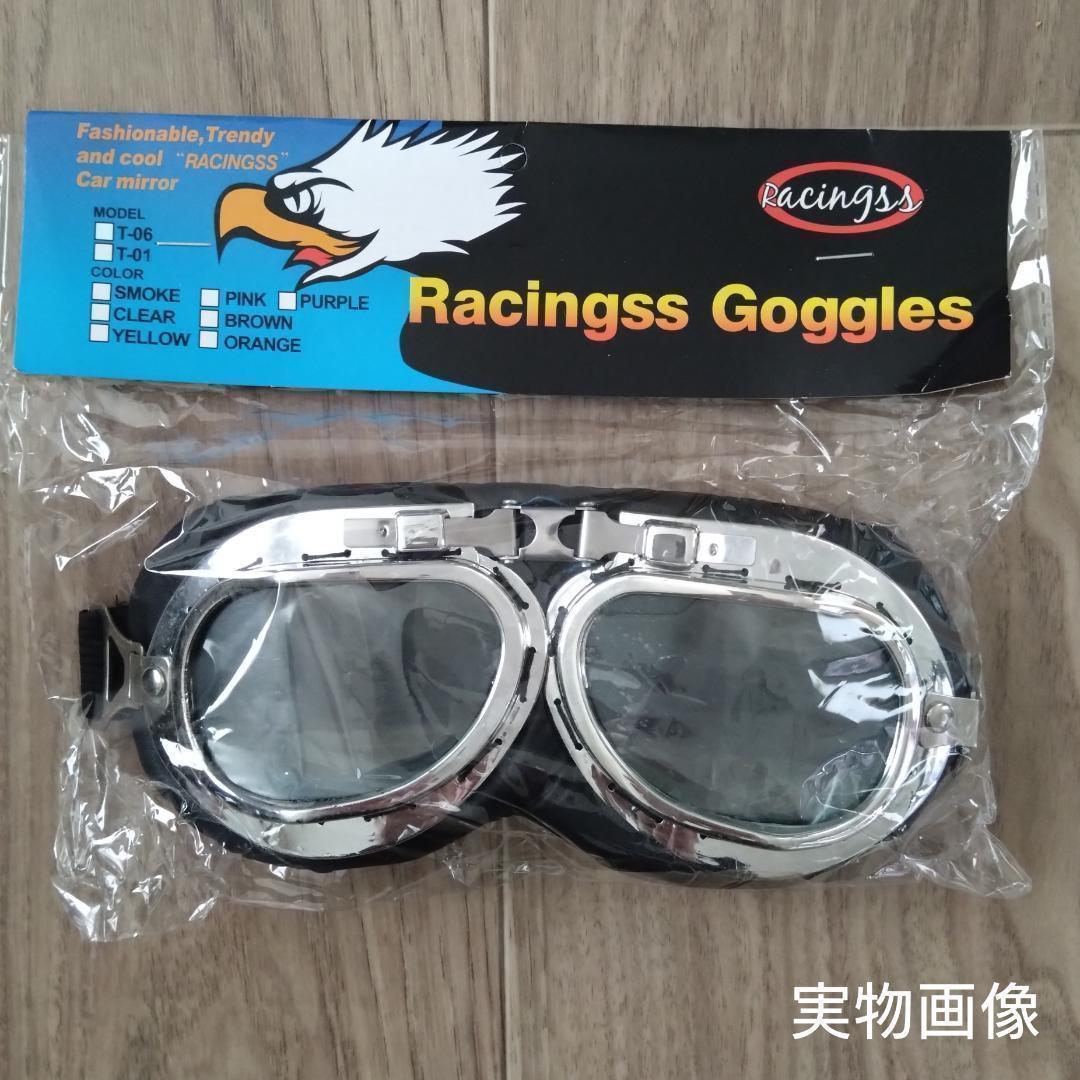 Fashionable,Trendy
and cool "RACINGSS"
Car mirror
MODEL
T-06
T-01
COLOR
SMOKE PINK PURPLE
CLEAR BROWN
YELLOW ORANGE
Racingss
Racingss Goggles
実物画像